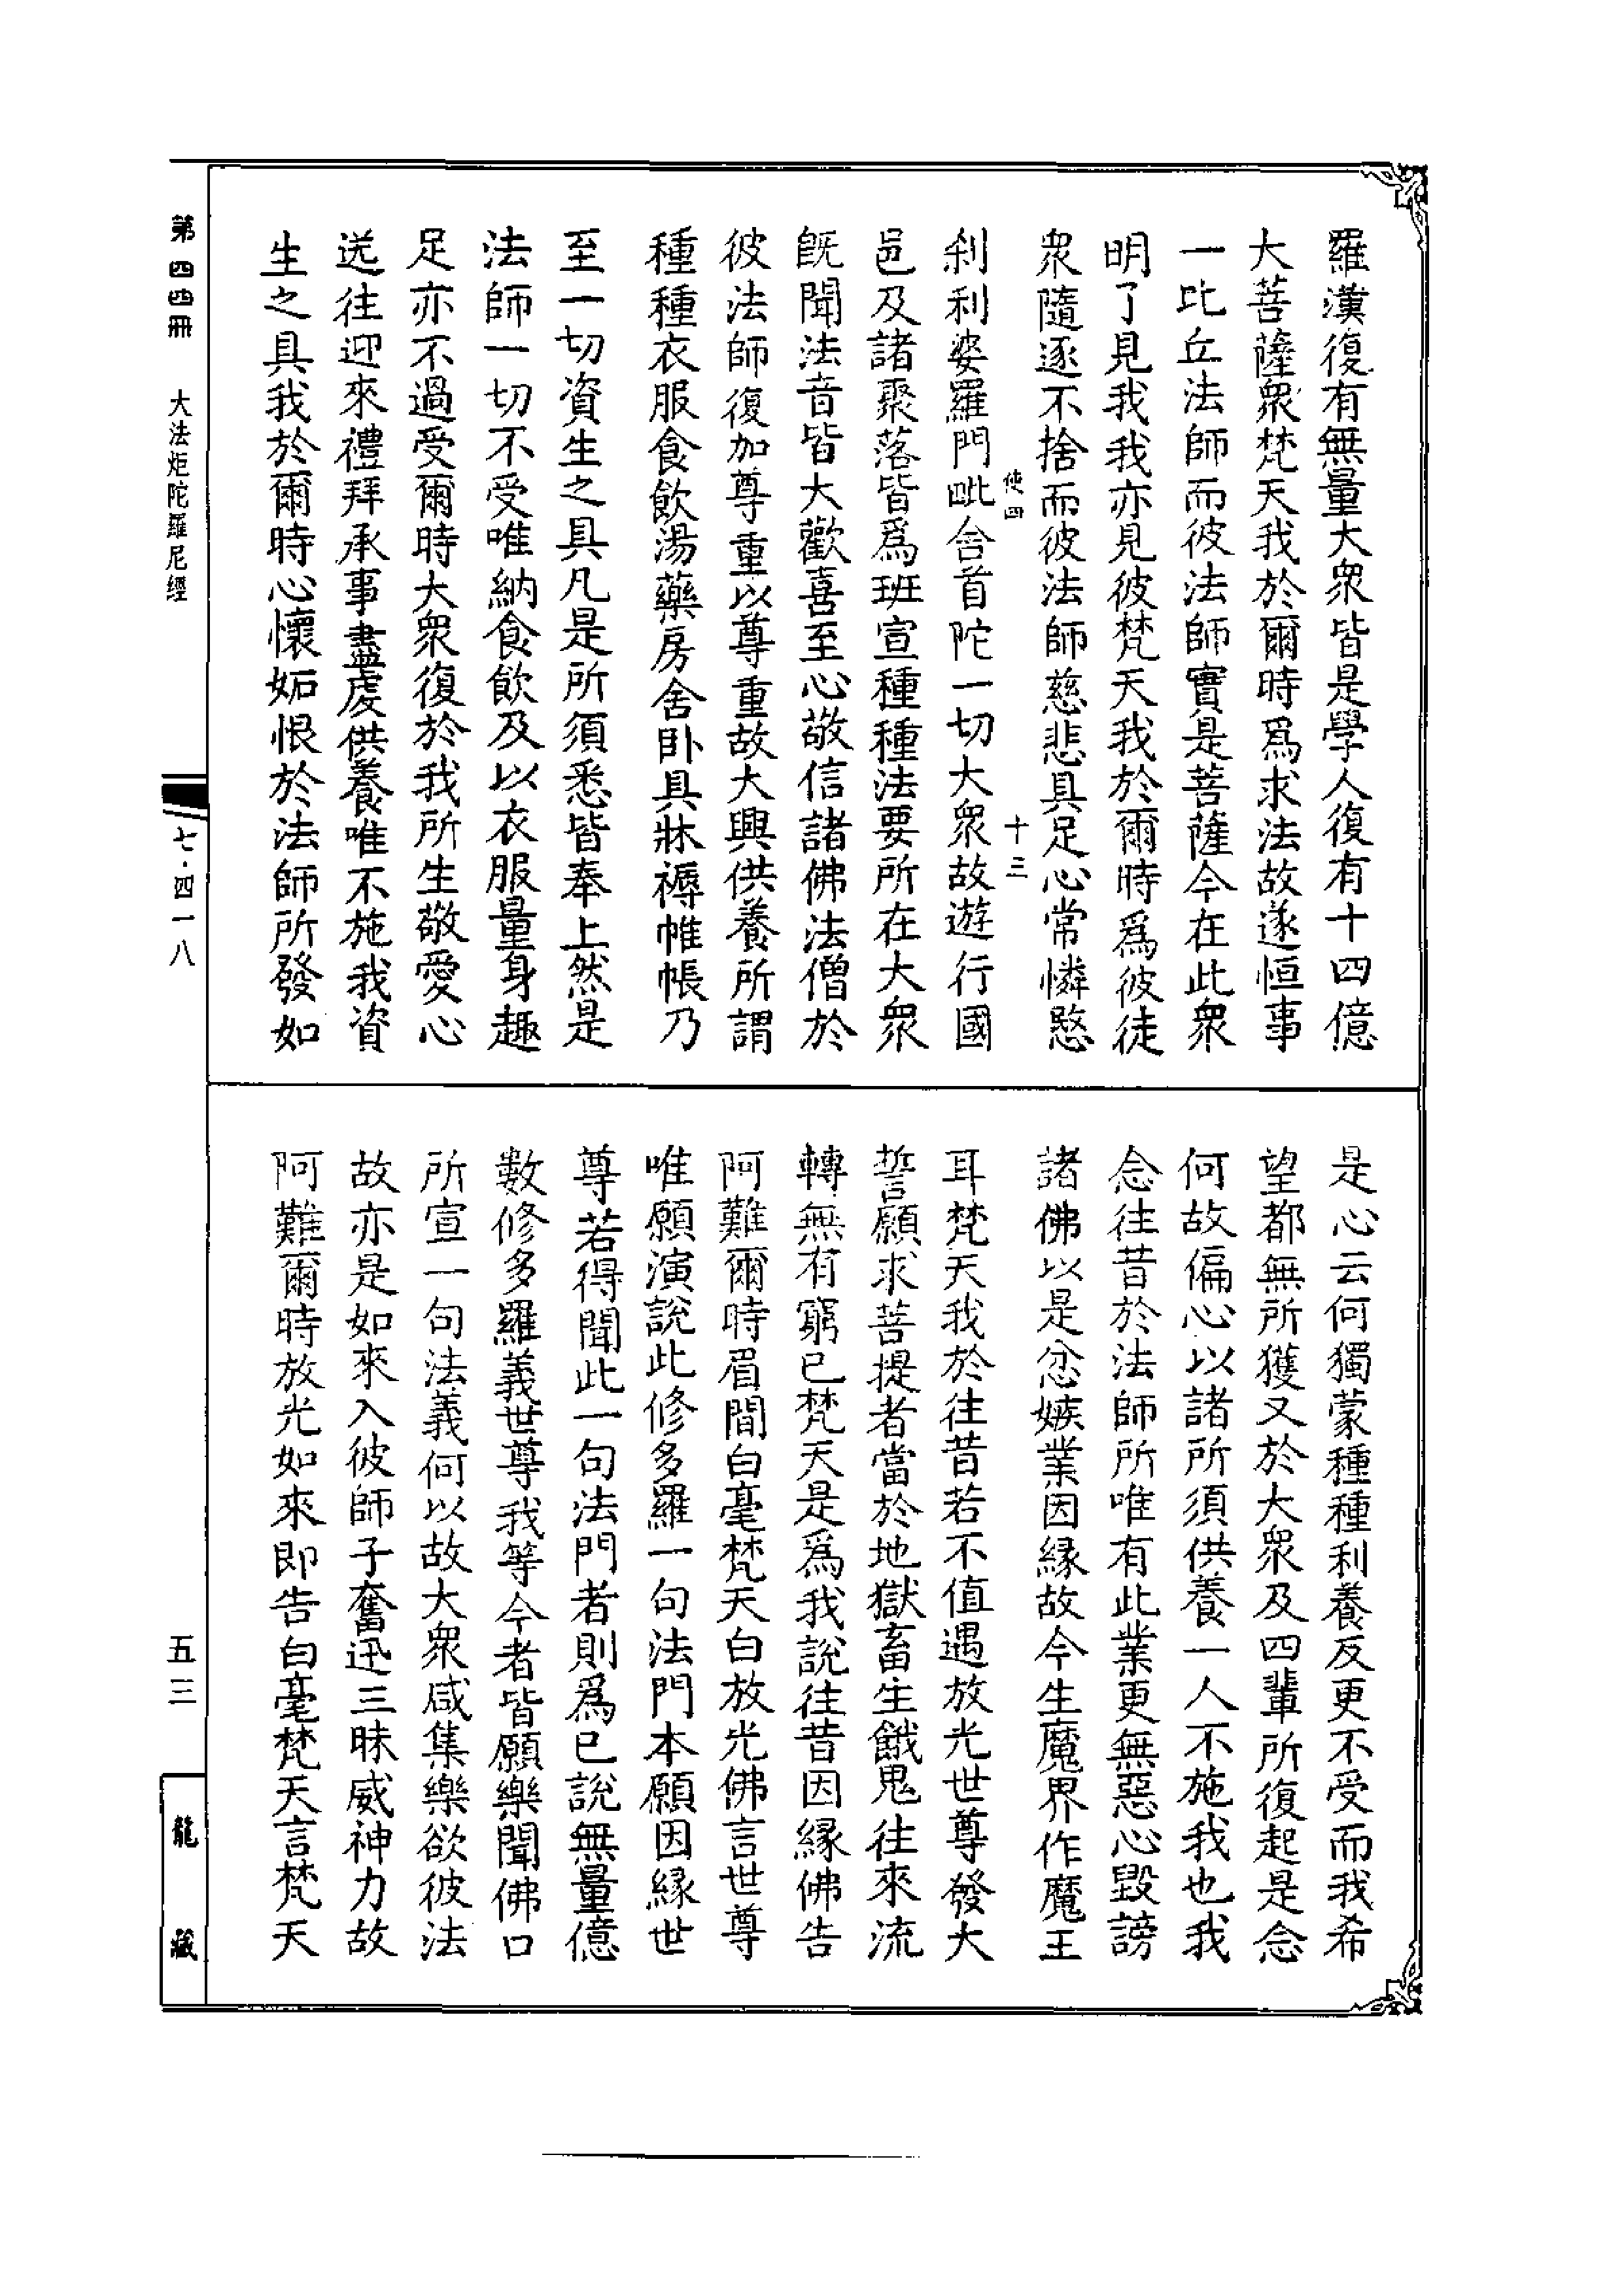 羅漢復有無量大衆皆是學人復有十四億
大菩薩衆梵天我於爾時爲求法故遂恒事
一比丘法師而彼法師實是菩薩今在此衆
明了見我我亦見彼梵天我於爾時爲彼徒
衆隨逐不捨而彼法師慈悲具足心常憐愍
使四 十三
刹利婆羅門毗舍首陀一切大衆故遊行國
邑及諸聚落皆爲班宣種種法要所在大衆
旣聞法音皆大歡喜至心敬信諸佛法僧於
彼法師復加尊重以尊重故大興供養所謂
種種衣服食飲湯藥房舍卧具牀褥帷帳乃
至一切資生之具凡是所須悉皆奉上然是
法師一切不受唯納食飲及以衣服量身趣
足亦不過受爾時大衆復於我所生敬愛心
送往迎來禮拜承事盡虔供養唯不施我資
生之具我於爾時心懷妬恨於法師所發如
是心云何獨蒙種種利養反更不受而我希
望都無所獲又於大衆及四輩所復起是念
何故偏心以諸所須供養一人不施我也我
念往昔於法師所唯有此業更無惡心毀謗
諸佛以是忿嫉業因緣故今生魔界作魔王
耳梵天我於往昔若不值遇放光世尊發大
誓願求菩提者當於地獄畜生餓鬼往來流
轉無有窮已梵天是爲我說往昔因緣佛告
阿難爾時眉間白毫梵天白放光佛言世尊
唯願演說此修多羅一句法門本願因緣世
尊若得聞此一句法門者則爲已說無量億
數修多羅義世尊我等今者皆願樂聞佛口
所宣一句法義何以故大衆咸集樂欲彼法
故亦是如來入彼師子奮迅三昧威神力故
阿難爾時放光如來即告白毫梵天言梵天
第四四冊 大法炬陀羅尼經 七·四一八 五三 龍藏